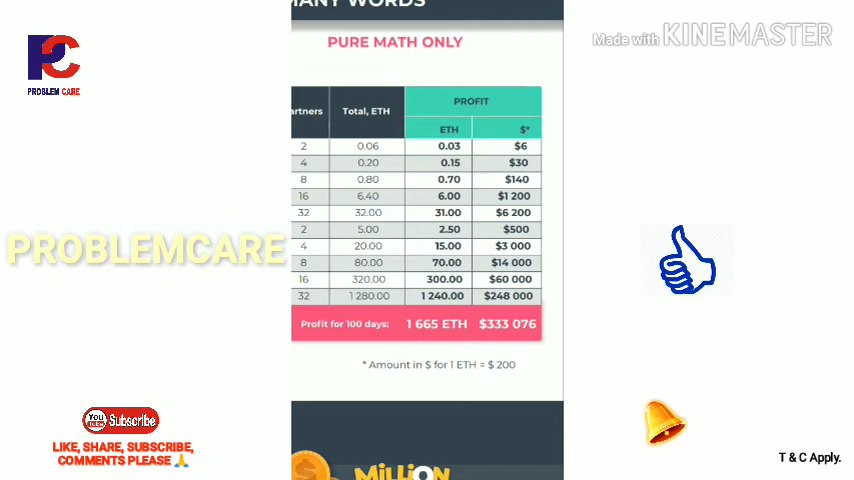 MANY WORDS
PURE MATH ONLY
Made with KINEMASTER
PC
PROBLEM CARE
Total, ETH PROFIT
ETH $*
2 0.06 0.03 $6
4 0.20 0.15 $30
8 0.80 0.70 $140
16 6.40 6.00 $1 200
32 32.00 31.00 $6 200
2 5.00 2.50 $500
4 20.00 15.00 $3 000
8 80.00 70.00 $14 000
16 320.00 300.00 $60 000
32 1 280.00 1 240.00 $248 000
Profit for 100 days: 1 665 ETH $333 076
* Amount in $ for 1 ETH = $ 200
PROBLEMCARE
You Tube Subscribe
LIKE, SHARE, SUBSCRIBE,
COMMENTS PLEASE
MiLLiON
T & C Apply.